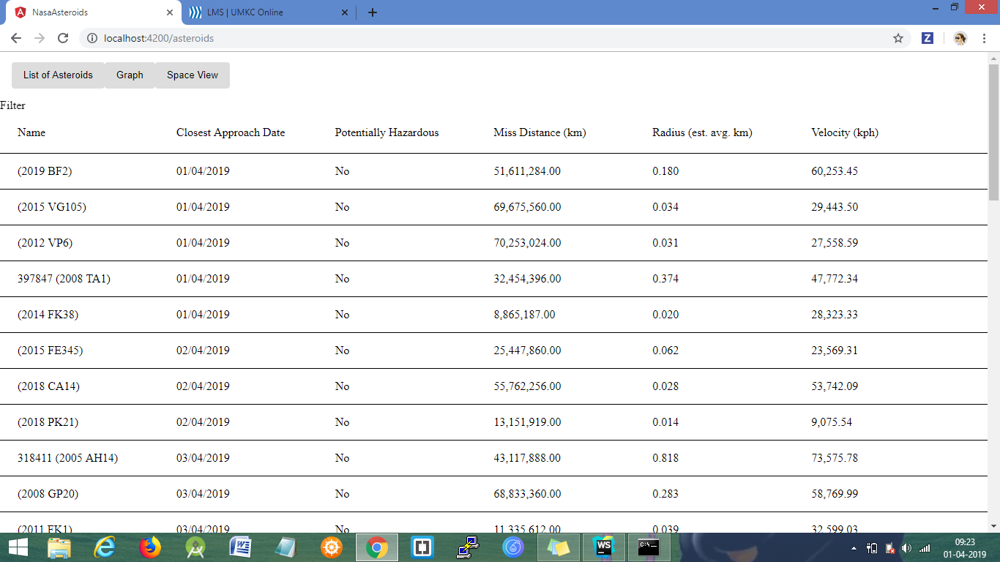 NasaAsteroids
LMS | UMKC Online
localhost:4200/asteroids
Z
List of Asteroids Graph Space View
Filter
Name Closest Approach Date Potentially Hazardous Miss Distance (km) Radius (est. avg. km) Velocity (kph)
(2019 BF2) 01/04/2019 No 51,611,284.00 0.180 60,253.45
(2015 VG105) 01/04/2019 No 69,675,560.00 0.034 29,443.50
(2012 VP6) 01/04/2019 No 70,253,024.00 0.031 27,558.59
397847 (2008 TA1) 01/04/2019 No 32,454,396.00 0.374 47,772.34
(2014 FK38) 01/04/2019 No 8,865,187.00 0.020 28,323.33
(2015 FE345) 02/04/2019 No 25,447,860.00 0.062 23,569.31
(2018 CA14) 02/04/2019 No 55,762,256.00 0.028 53,742.09
(2018 PK21) 02/04/2019 No 13,151,919.00 0.014 9,075.54
318411 (2005 AH14) 03/04/2019 No 43,117,888.00 0.818 73,575.78
(2008 GP20) 03/04/2019 No 68,833,360.00 0.283 58,769.99
(2011 FK1) 03/04/2019 No 11,335,612.00 0.039 32,599.03
WS
C:\
09:23
01-04-2019